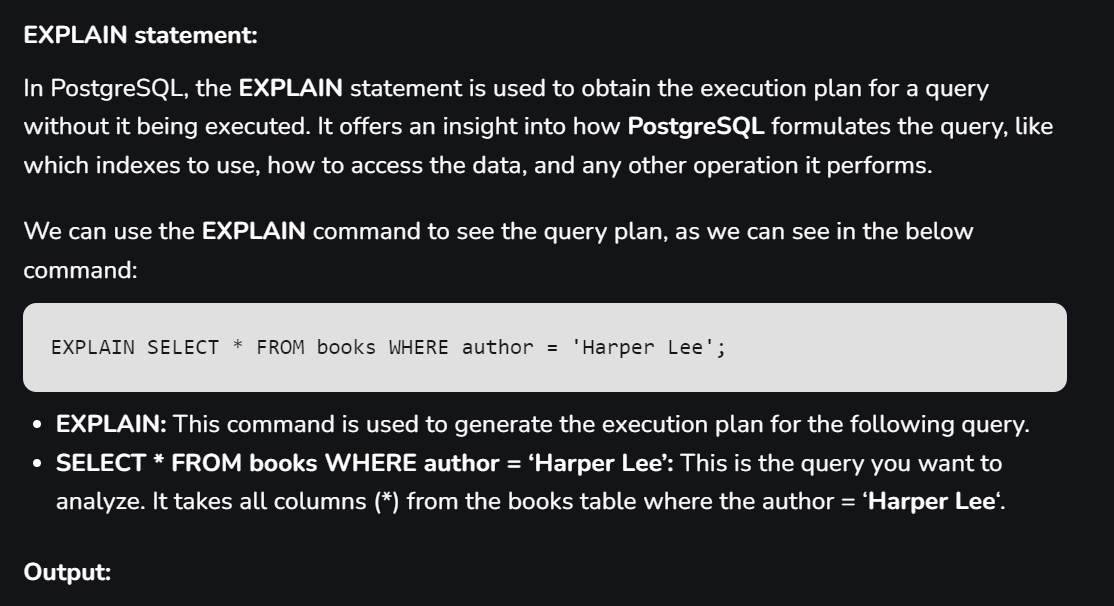 EXPLAIN statement:
In PostgreSQL, the EXPLAIN statement is used to obtain the execution plan for a query
without it being executed. It offers an insight into how PostgreSQL formulates the query, like
which indexes to use, how to access the data, and any other operation it performs.
We can use the EXPLAIN command to see the query plan, as we can see in the below
command:
EXPLAIN SELECT * FROM books WHERE author = 'Harper Lee';
• EXPLAIN: This command is used to generate the execution plan for the following query.
• SELECT * FROM books WHERE author = ‘Harper Lee’: This is the query you want to
analyze. It takes all columns (*) from the books table where the author = ‘Harper Lee‘.
Output: